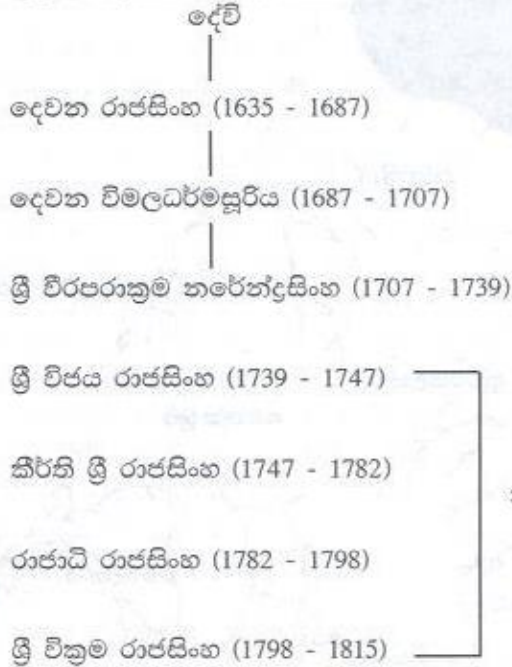 දේවි
දෙවන රාජසිංහ (1635 - 1687)
දෙවන විමලධර්මසූරිය (1687 - 1707)
ශ්‍රී වීරපරාක්‍රම නරේන්ද්‍රසිංහ (1707 - 1739)
ශ්‍රී විජය රාජසිංහ (1739 - 1747)
කීර්ති ශ්‍රී රාජසිංහ (1747 - 1782)
රාජාධි රාජසිංහ (1782 - 1798)
ශ්‍රී වික්‍රම රාජසිංහ (1798 - 1815)